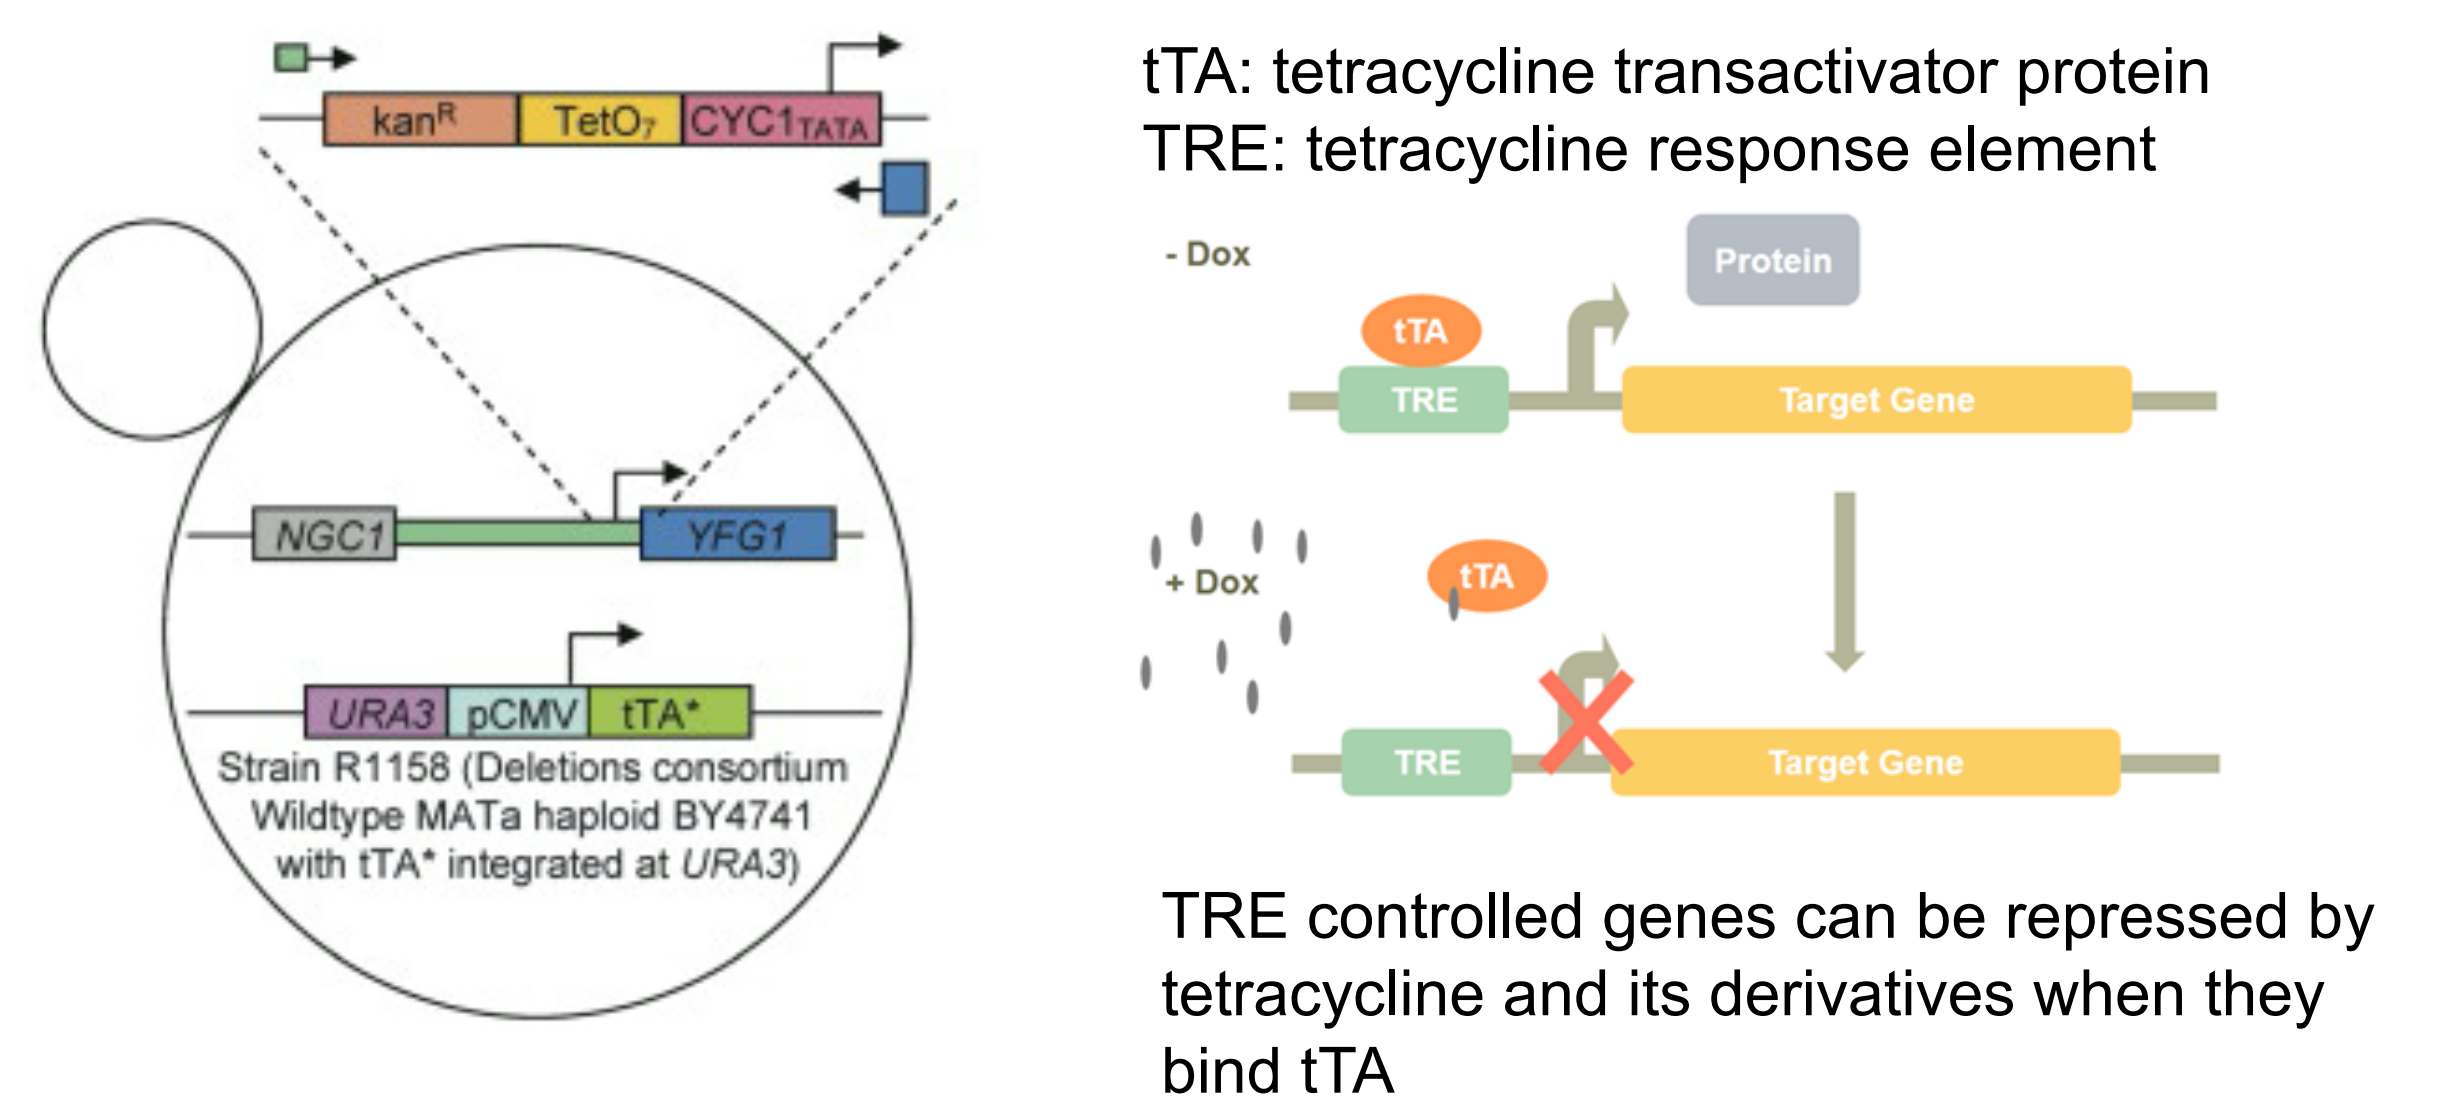 kanR TetO7 CYC1TATA
NGC1 YFG1
URA3 pCMV tTA*
Strain R1158 (Deletions consortium
Wildtype MATa haploid BY4741
with tTA* integrated at URA3)
tTA: tetracycline transactivator protein
TRE: tetracycline response element
- Dox
Protein
tTA
TRE Target Gene
+ Dox
tTA
TRE Target Gene
TRE controlled genes can be repressed by
tetracycline and its derivatives when they
bind tTA